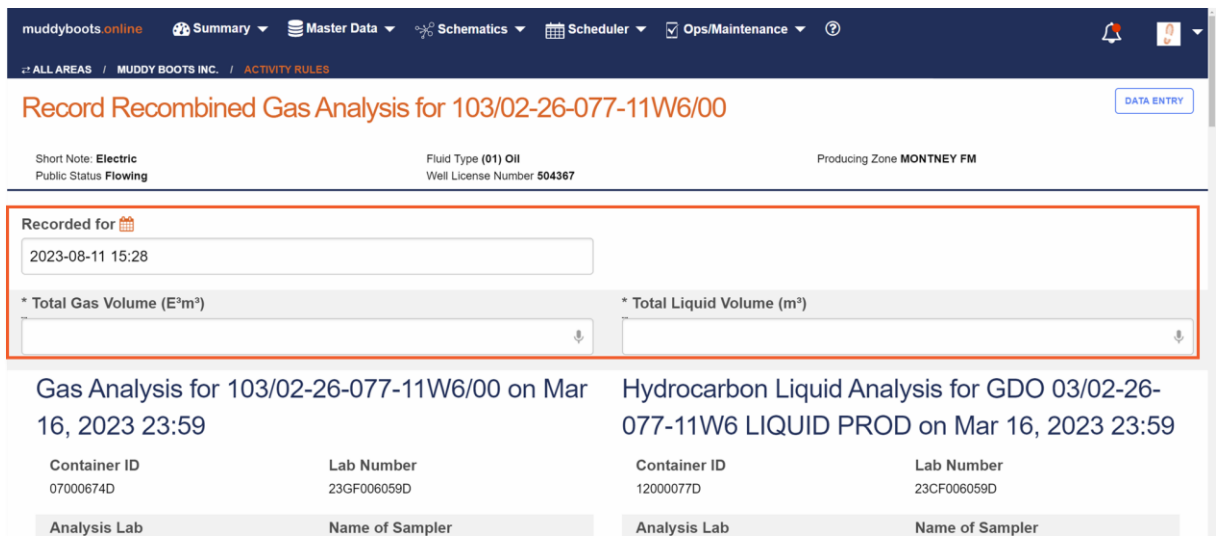 muddyboots.online Summary Master Data Schematics Scheduler Ops/Maintenance
ALL AREAS / MUDDY BOOTS INC. / ACTIVITY RULES
Record Recombined Gas Analysis for 103/02-26-077-11W6/00
DATA ENTRY
Short Note: Electric Fluid Type (01) Oil Producing Zone MONTNEY FM
Public Status Flowing Well License Number 504367
Recorded for
2023-08-11 15:28
* Total Gas Volume (E³m³) * Total Liquid Volume (m³)
Gas Analysis for 103/02-26-077-11W6/00 on Mar
16, 2023 23:59
Hydrocarbon Liquid Analysis for GDO 03/02-26-
077-11W6 LIQUID PROD on Mar 16, 2023 23:59
Container ID Lab Number Container ID Lab Number
07000674D 23GF006059D 12000077D 23CF006059D
Analysis Lab Name of Sampler Analysis Lab Name of Sampler